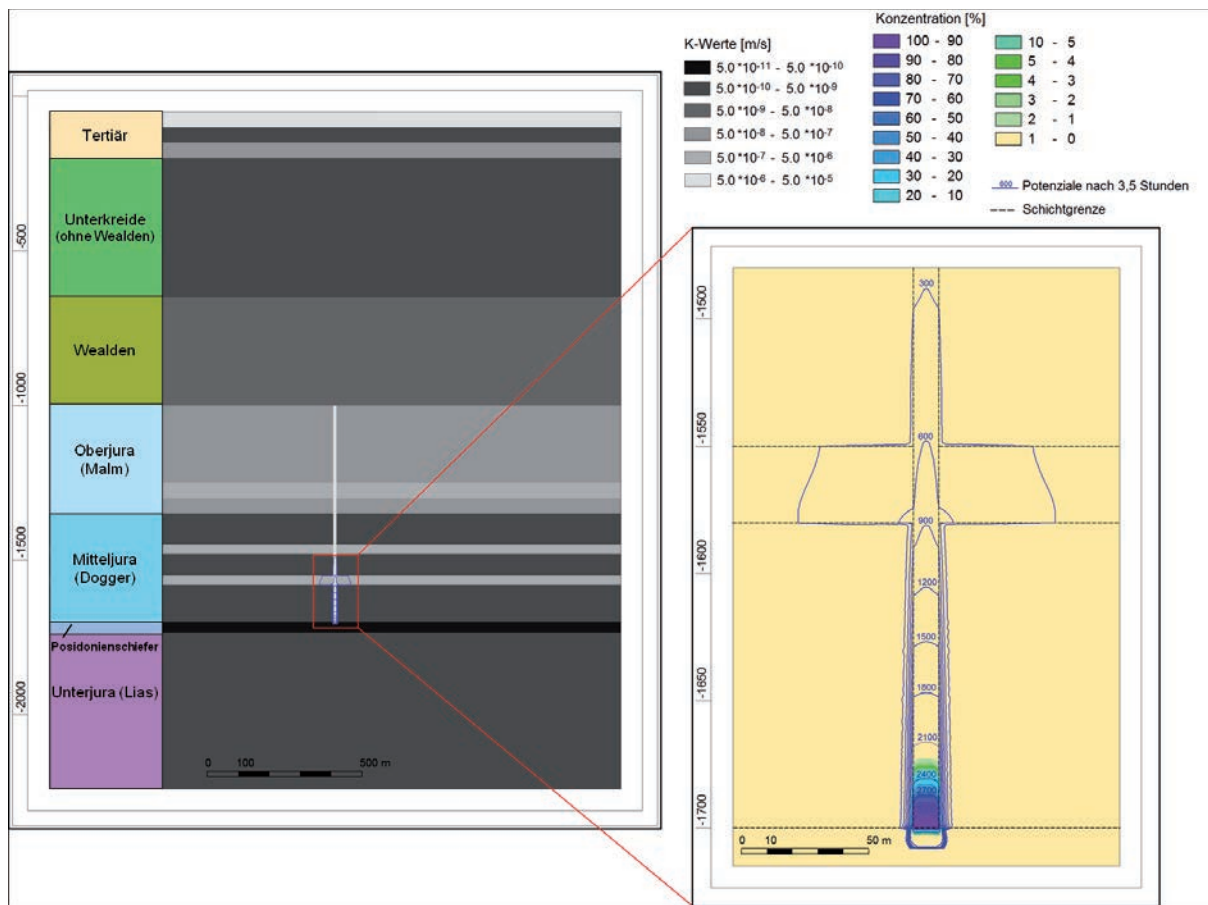 K-Werte [m/s]
5.0 *10⁻¹¹ - 5.0 *10⁻¹⁰
5.0 *10⁻¹⁰ - 5.0 *10⁻⁹
5.0 *10⁻⁹ - 5.0 *10⁻⁸
5.0 *10⁻⁸ - 5.0 *10⁻⁷
5.0 *10⁻⁷ - 5.0 *10⁻⁶
5.0 *10⁻⁶ - 5.0 *10⁻⁵
Konzentration [%]
100 - 90
90 - 80
80 - 70
70 - 60
60 - 50
50 - 40
40 - 30
30 - 20
20 - 10
10 - 5
5 - 4
4 - 3
3 - 2
2 - 1
1 - 0
600 Potenziale nach 3,5 Stunden
Schichtgrenze
Tertiär
Unterkreide
(ohne Wealden)
Wealden
Oberjura
(Malm)
Mitteljura
(Dogger)
Posidonienschiefer
Unterjura (Lias)
-500
-1000
-1500
-2000
0 100 500 m
-1500
-1550
-1600
-1650
-1700
300
600
900
1200
1500
1800
2100
2400
2700
0 10 50 m